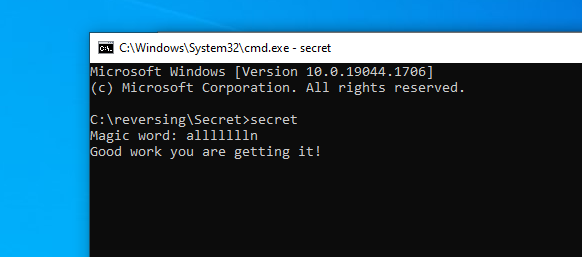 C:\Windows\System32\cmd.exe - secret
Microsoft Windows [Version 10.0.19044.1706]
(c) Microsoft Corporation. All rights reserved.
C:\reversing\Secret>secret
Magic word: allllllln
Good work you are getting it!